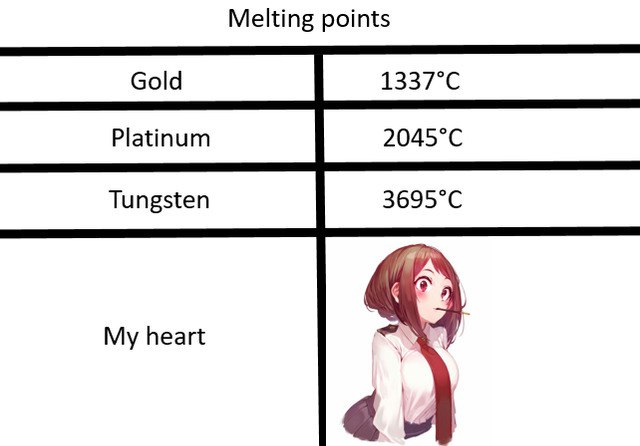 Melting points
Gold 1337°C
Platinum 2045°C
Tungsten 3695°C
My heart